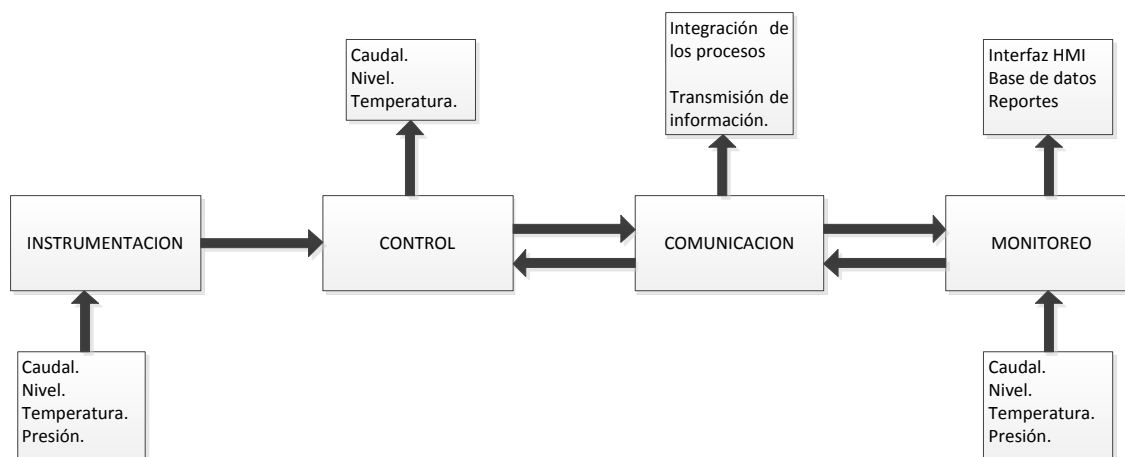 Integración de
los procesos
Transmisión de
información.
Caudal.
Nivel.
Temperatura.
Interfaz HMI
Base de datos
Reportes
INSTRUMENTACION
CONTROL
COMUNICACION
MONITOREO
Caudal.
Nivel.
Temperatura.
Presión.
Caudal.
Nivel.
Temperatura.
Presión.